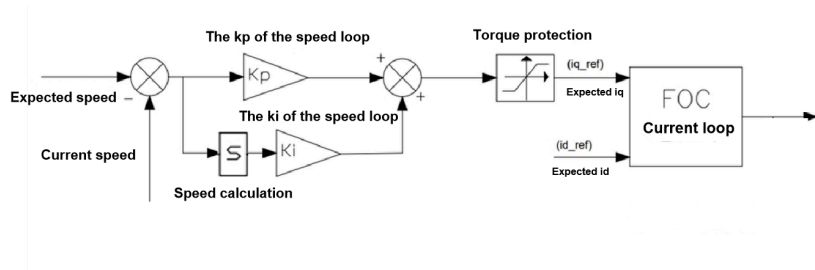 The kp of the speed loop
Torque protection
+
Kp
(iq_ref)
Expected speed
−
+
Expected iq
FOC
The ki of the speed loop
Current loop
Current speed
S
Ki
(id_ref)
Expected id
Speed calculation